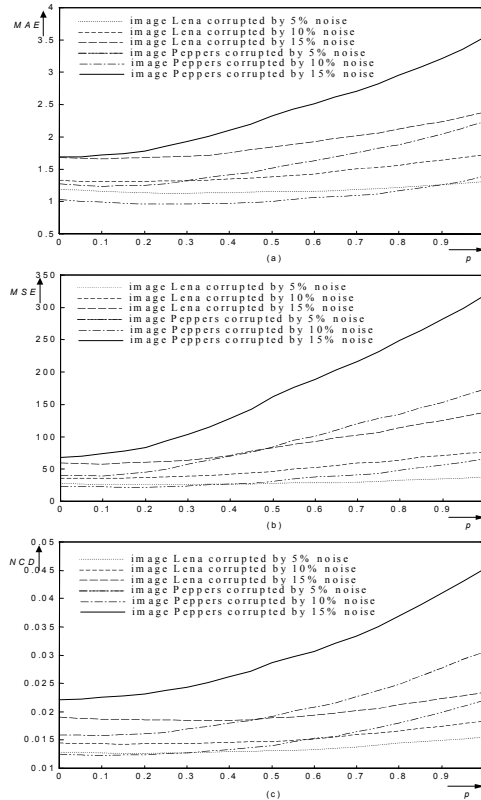 MAE
4
image Lena corrupted by 5% noise
image Lena corrupted by 10% noise
3.5
image Lena corrupted by 15% noise
image Peppers corrupted by 5% noise
image Peppers corrupted by 10% noise
3
image Peppers corrupted by 15% noise
2.5
2
1.5
1
0.5
0 0.1 0.2 0.3 0.4 0.5 0.6 0.7 0.8 0.9
(a)
p
350
MSE
image Lena corrupted by 5% noise
300
image Lena corrupted by 10% noise
image Lena corrupted by 15% noise
image Peppers corrupted by 5% noise
250
image Peppers corrupted by 10% noise
image Peppers corrupted by 15% noise
200
150
100
50
0
0 0.1 0.2 0.3 0.4 0.5 0.6 0.7 0.8 0.9
(b)
p
0.05
NCD
image Lena corrupted by 5% noise
0.045
image Lena corrupted by 10% noise
image Lena corrupted by 15% noise
image Peppers corrupted by 5% noise
0.04
image Peppers corrupted by 10% noise
image Peppers corrupted by 15% noise
0.035
0.03
0.025
0.02
0.015
0.01
0 0.1 0.2 0.3 0.4 0.5 0.6 0.7 0.8 0.9
(c)
p